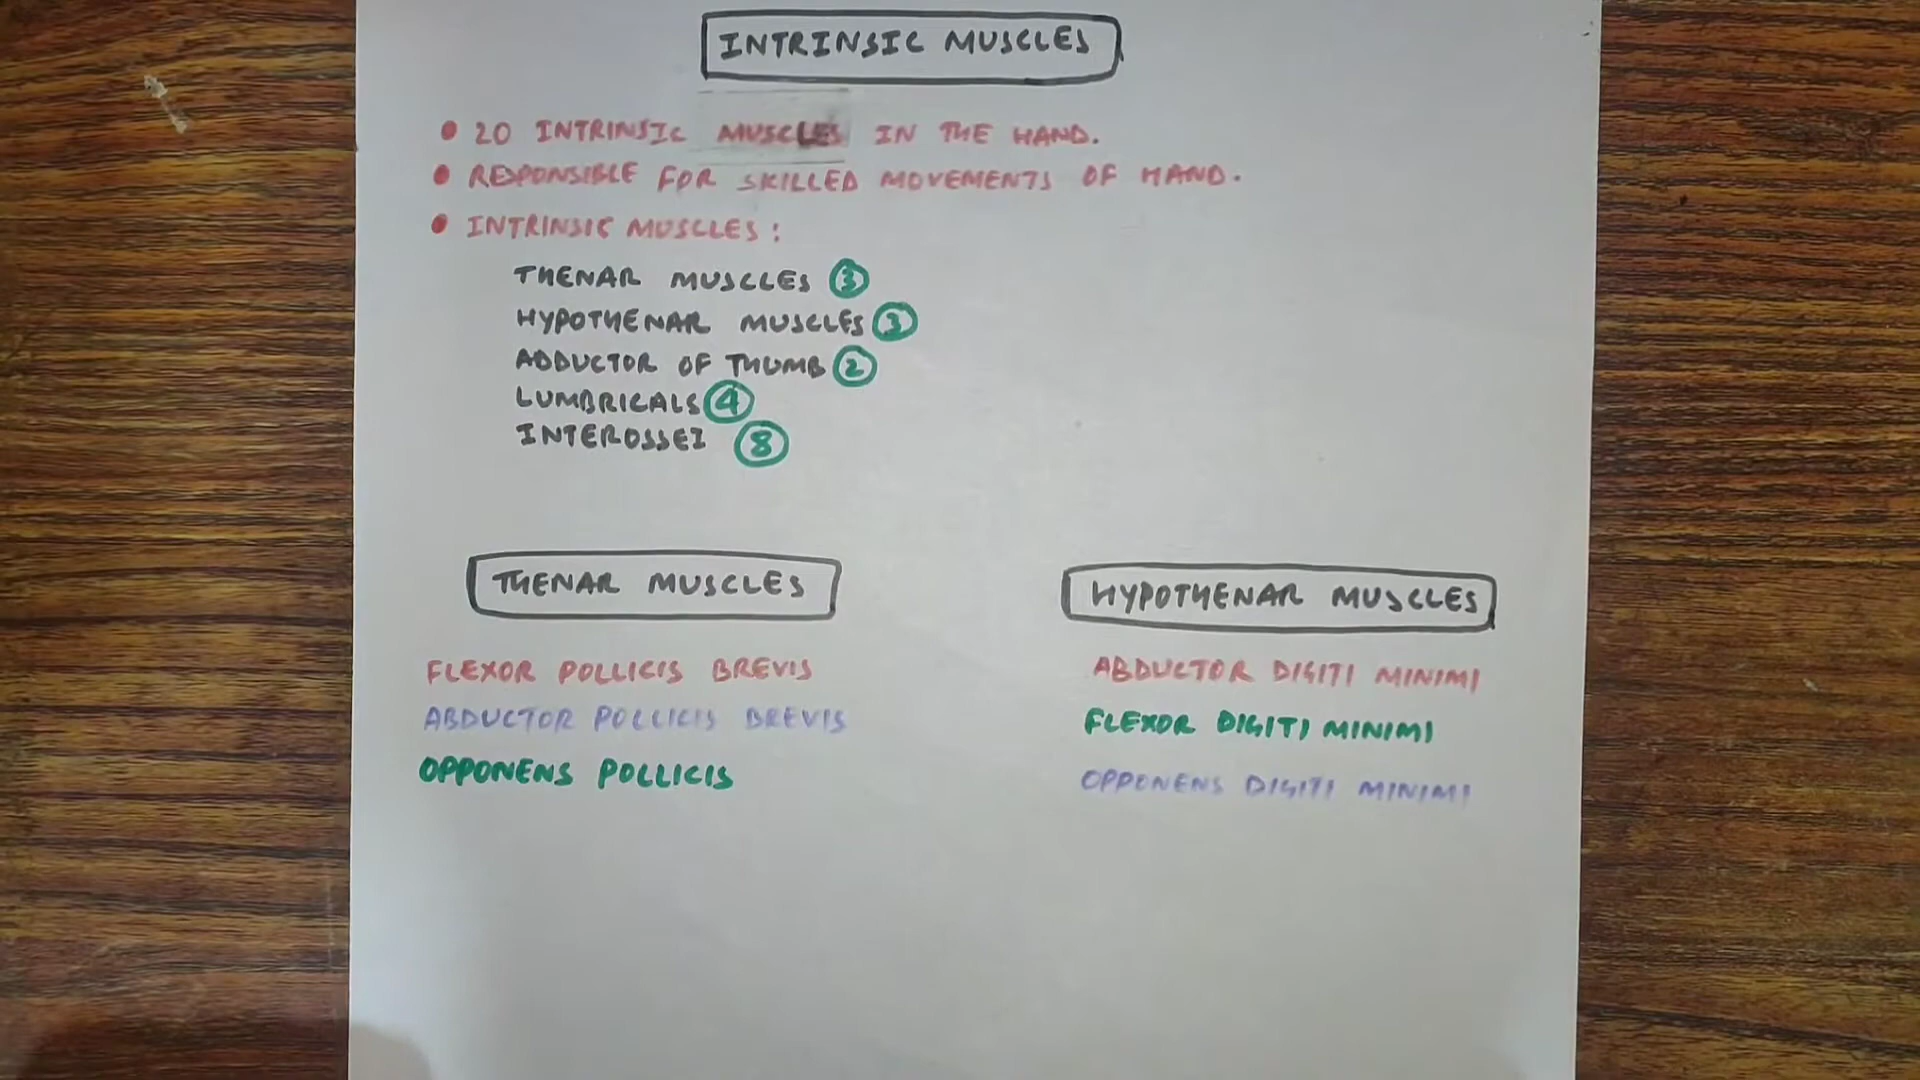 INTRINSIC MUSCLES
• 20 INTRINSIC MUSCLES IN THE HAND.
• RESPONSIBLE FOR SKILLED MOVEMENTS OF HAND.
• INTRINSIC MUSCLES:
THENAR MUSCLES 3
HYPOTHENAR MUSCLES 3
ADDUCTOR OF THUMB 2
LUMBRICALS 4
INTEROSSEI 8
THENAR MUSCLES
FLEXOR POLLICIS BREVIS
ABDUCTOR POLLICIS BREVIS
OPPONENS POLLICIS
HYPOTHENAR MUSCLES
ABDUCTOR DIGITI MINIMI
FLEXOR DIGITI MINIMI
OPPONENS DIGITI MINIMI